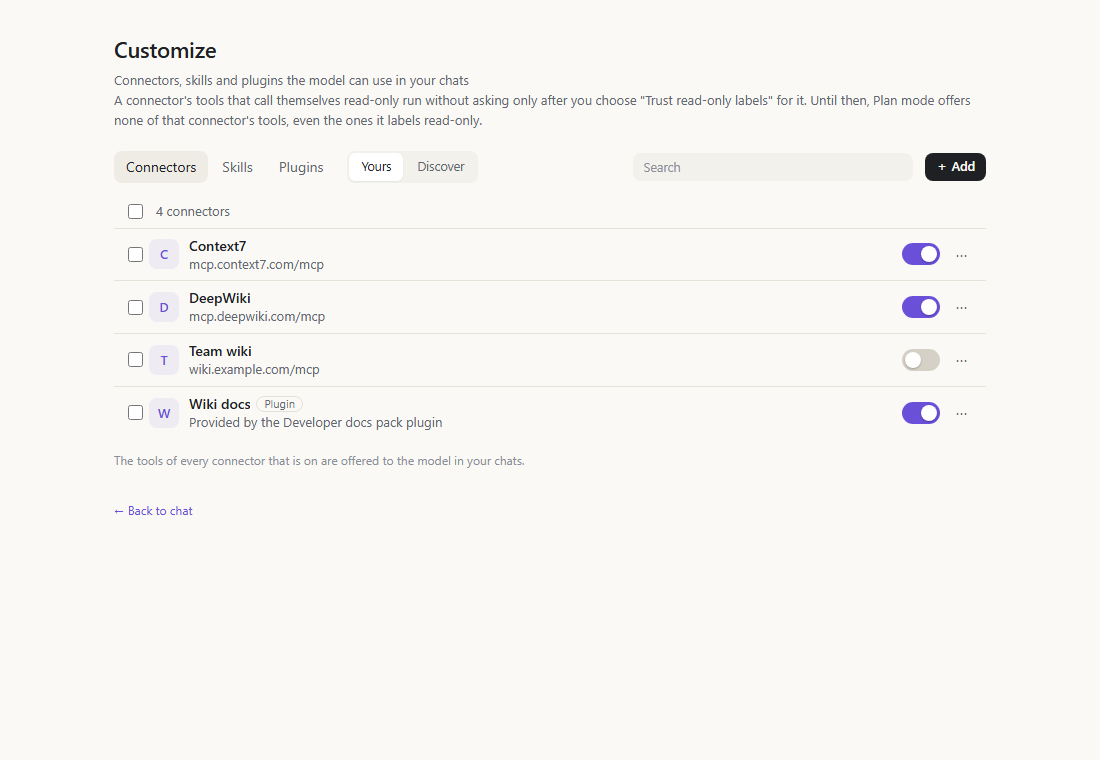 Customize
Connectors, skills and plugins the model can use in your chats
A connector's tools that call themselves read-only run without asking only after you choose "Trust read-only labels" for it. Until then, Plan mode offers
none of that connector's tools, even the ones it labels read-only.
Connectors Skills Plugins Yours Discover Search + Add
4 connectors
C Context7
mcp.context7.com/mcp
...
D DeepWiki
mcp.deepwiki.com/mcp
...
T Team wiki
wiki.example.com/mcp
...
W Wiki docs Plugin
Provided by the Developer docs pack plugin
...
The tools of every connector that is on are offered to the model in your chats.
← Back to chat